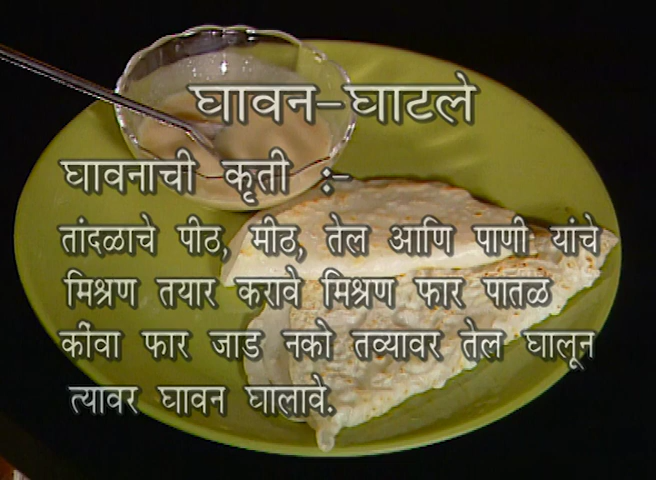 घावन-घाटले
घावनाची कृती :-
तांदळाचे पीठ, मीठ, तेल आणि पाणी यांचे
मिश्रण तयार करावे मिश्रण फार पातळ
कींवा फार जाड नको तव्यावर तेल घालून
त्यावर घावन घालावे.